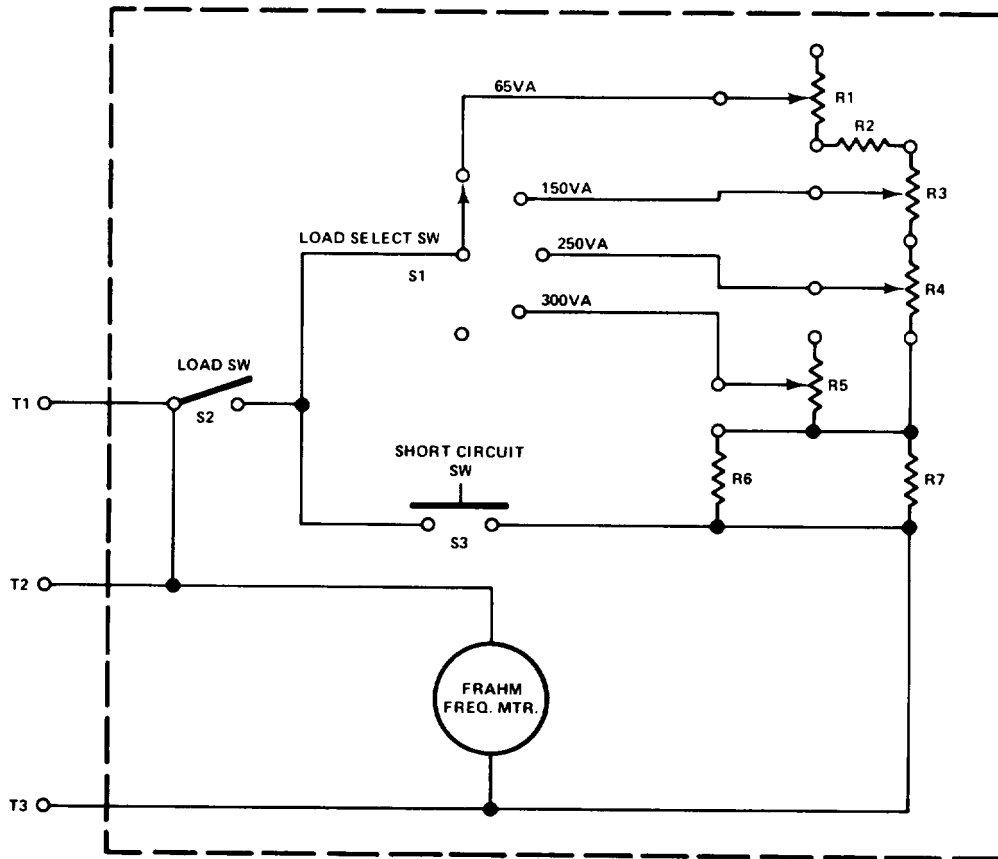 65VA
R1
R2
150VA
R3
LOAD SELECT SW
S1
250VA
R4
300VA
LOAD SW
S2
R5
T1
SHORT CIRCUIT
SW
S3
R6
R7
T2
FRAHM
FREQ. MTR.
T3